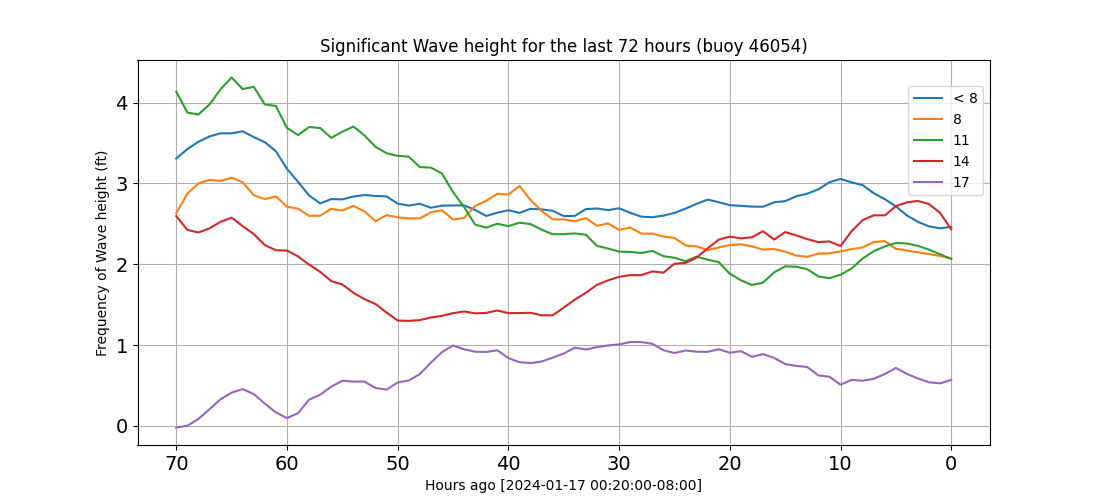 Significant Wave height for the last 72 hours (buoy 46054)
Frequency of Wave height (ft)
4
3
2
1
0
< 8
8
11
14
17
70 60 50 40 30 20 10 0
Hours ago [2024-01-17 00:20:00-08:00]